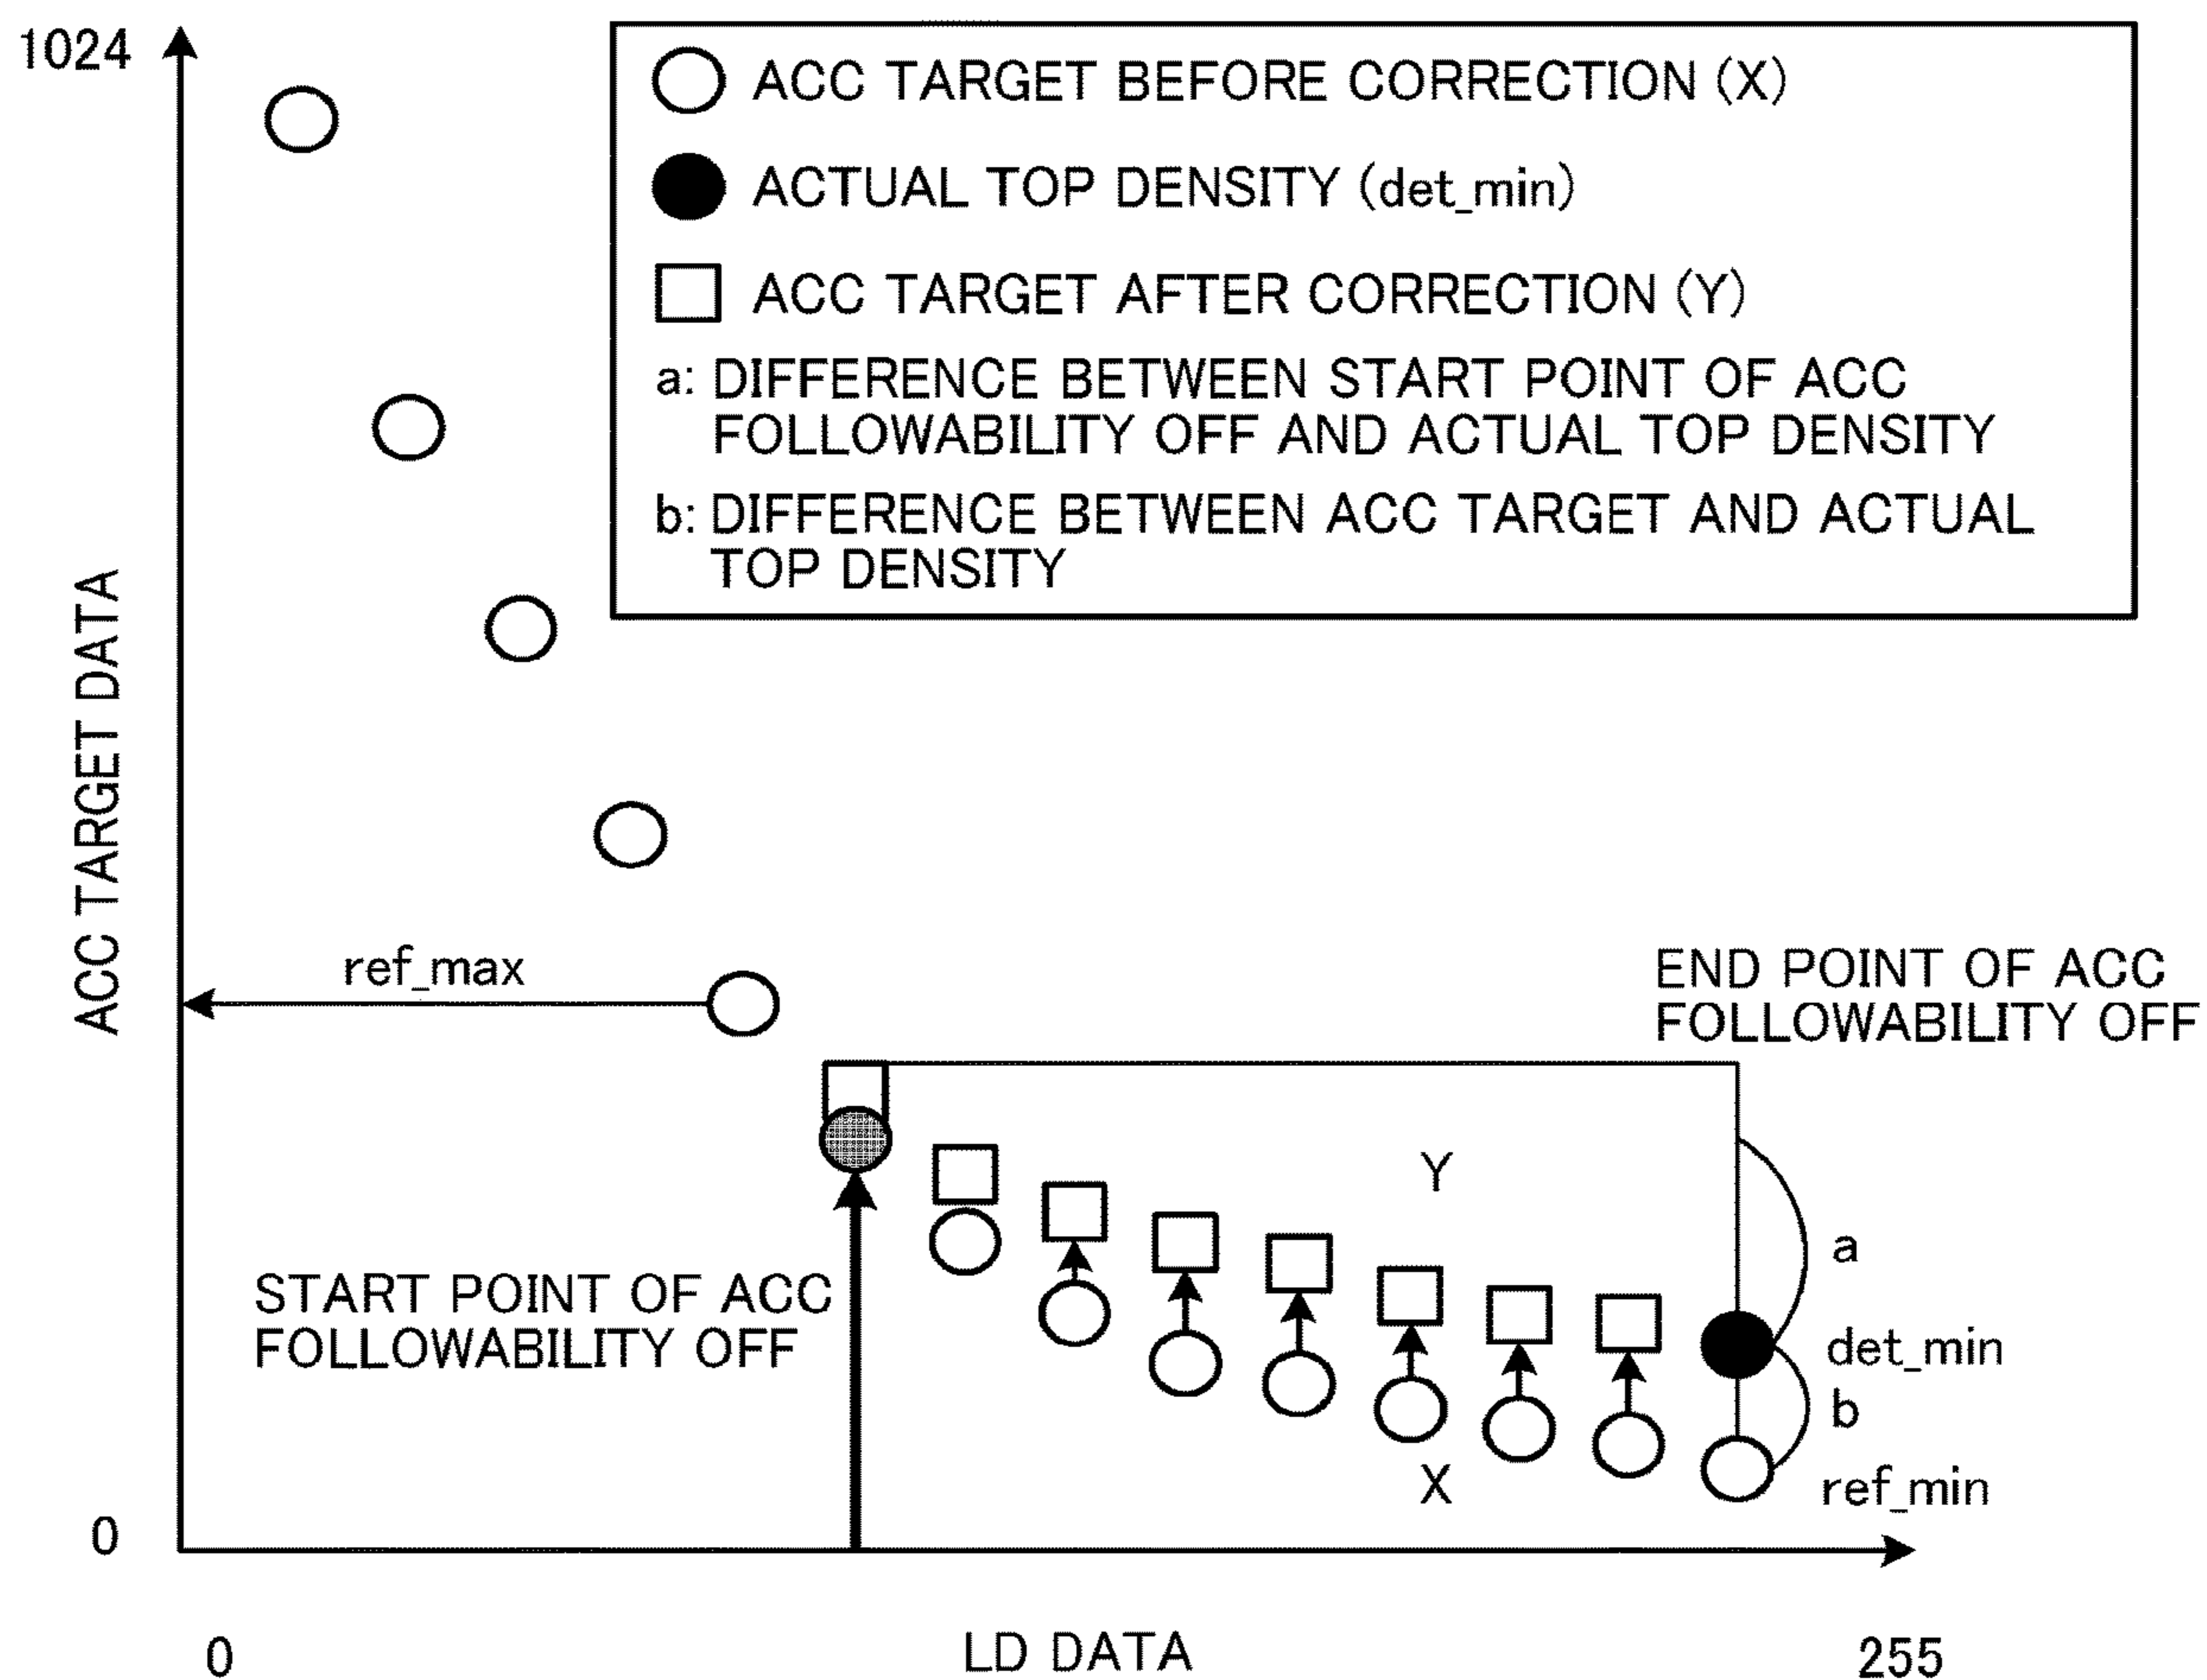 1024
ACC TARGET BEFORE CORRECTION (X)
ACTUAL TOP DENSITY (det_min)
ACC TARGET AFTER CORRECTION (Y)
a: DIFFERENCE BETWEEN START POINT OF ACC
FOLLOWABILITY OFF AND ACTUAL TOP DENSITY
b: DIFFERENCE BETWEEN ACC TARGET AND ACTUAL
TOP DENSITY
ACC TARGET DATA
ref_max
END POINT OF ACC
FOLLOWABILITY OFF
Y
a
START POINT OF ACC
FOLLOWABILITY OFF
det_min
b
X
ref_min
0
0
LD DATA
255